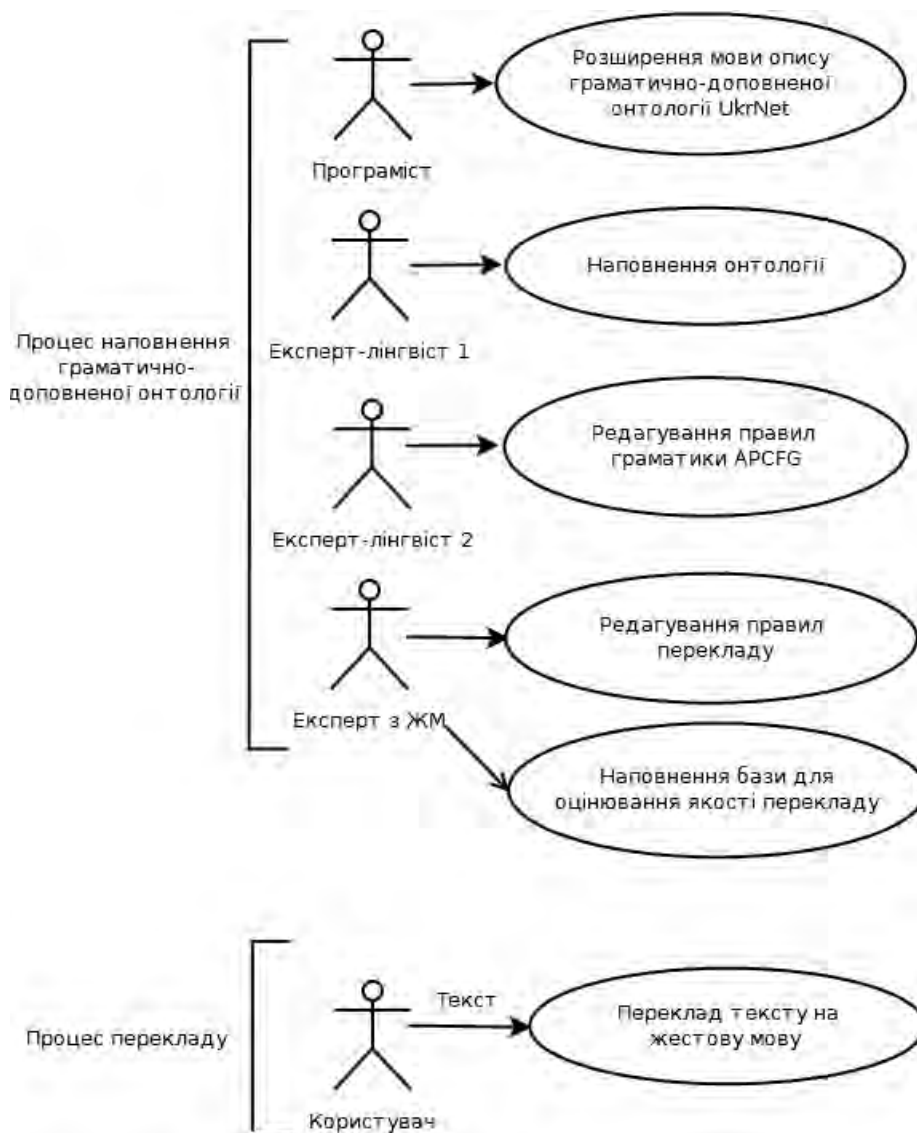 Розширення мови опису
граматично-доповненої
онтології UkrNet
Програміст
Наповнення онтології
Експерт-лінгвіст 1
Процес наповнення
граматично-
доповненої онтології
Редагування правил
граматики APCFG
Експерт-лінгвіст 2
Редагування правил
перекладу
Експерт з ЖМ
Наповнення бази для
оцінювання якості перекладу
Процес перекладу
Текст
Переклад тексту на
жестову мову
Користувач